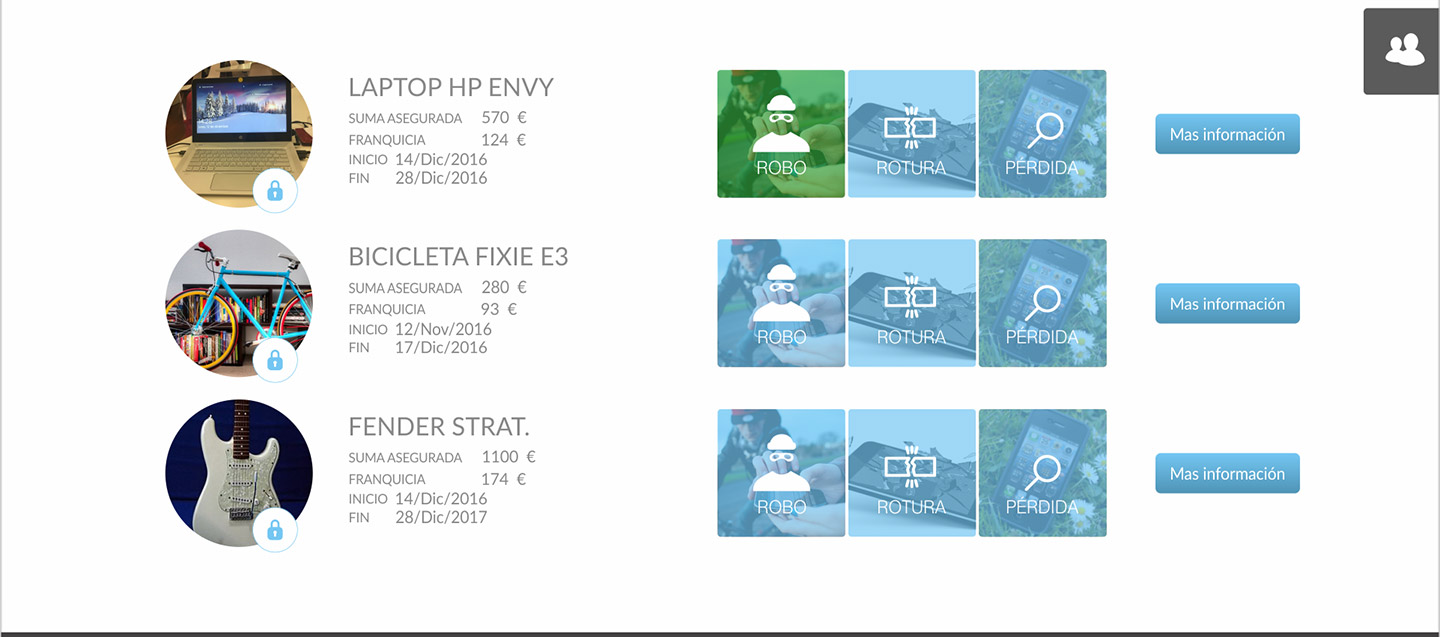 LAPTOP HP ENVY
SUMA ASEGURADA 570 €
FRANQUICIA 124 €
INICIO 14/Dic/2016
FIN 28/Dic/2016
ROBO
ROTURA
PÉRDIDA
Mas información
BICICLETA FIXIE E3
SUMA ASEGURADA 280 €
FRANQUICIA 93 €
INICIO 12/Nov/2016
FIN 17/Dic/2016
ROBO
ROTURA
PÉRDIDA
Mas información
FENDER STRAT.
SUMA ASEGURADA 1100 €
FRANQUICIA 174 €
INICIO 14/Dic/2016
FIN 28/Dic/2017
ROBO
ROTURA
PÉRDIDA
Mas información